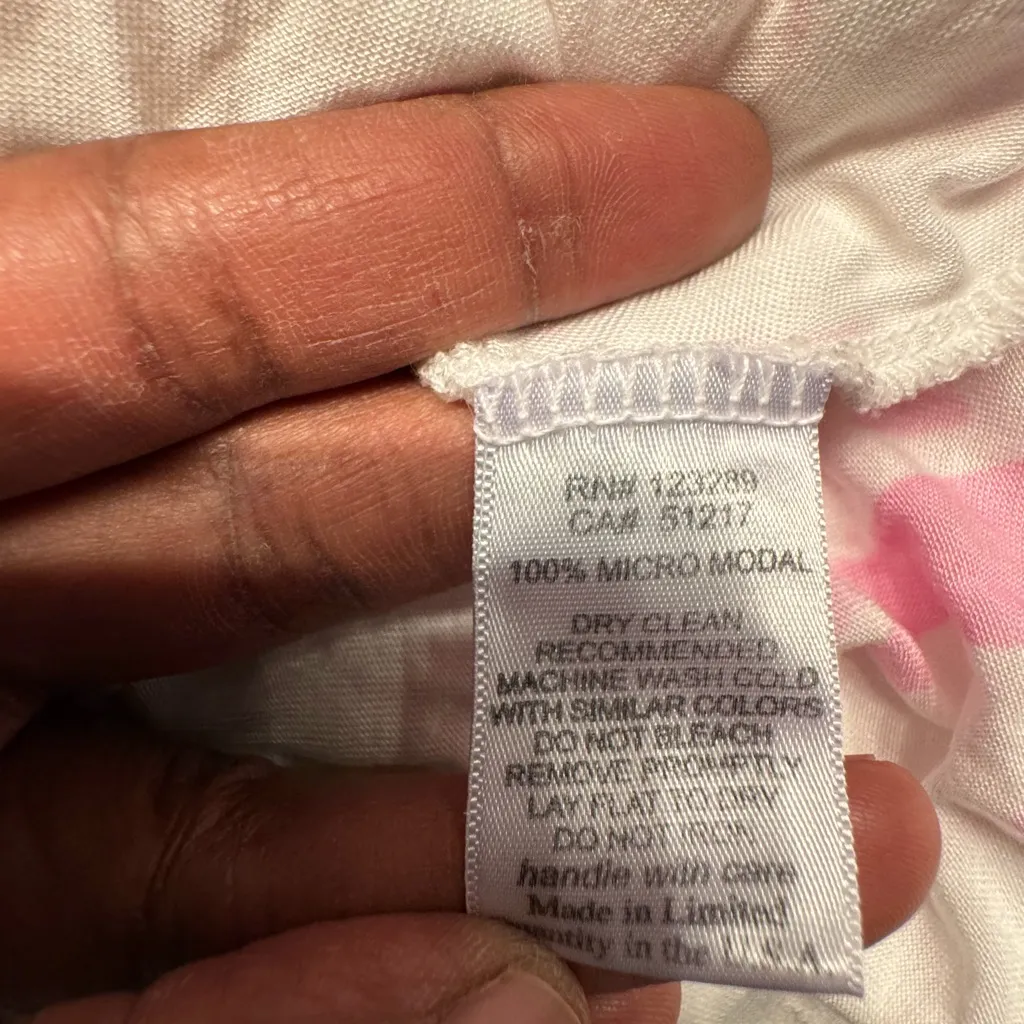 RN# 123289
CA# 51217
100% MICRO MODAL
DRY CLEAN
RECOMMENDED
MACHINE WASH COLD
WITH SIMILAR COLORS
DO NOT BLEACH
REMOVE PROMPTLY
LAY FLAT TO DRY
DO NOT IRON
handle with care
Made in Limited
Quantity in the U.S.A